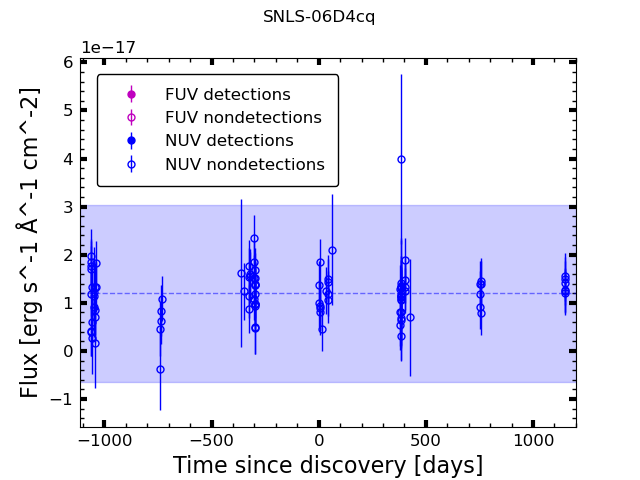 SNLS-06D4cq
1e−17
FUV detections
FUV nondetections
NUV detections
NUV nondetections
6
5
4
3
2
1
0
−1
Flux [erg s^-1 Å^-1 cm^-2]
−1000 −500 0 500 1000
Time since discovery [days]